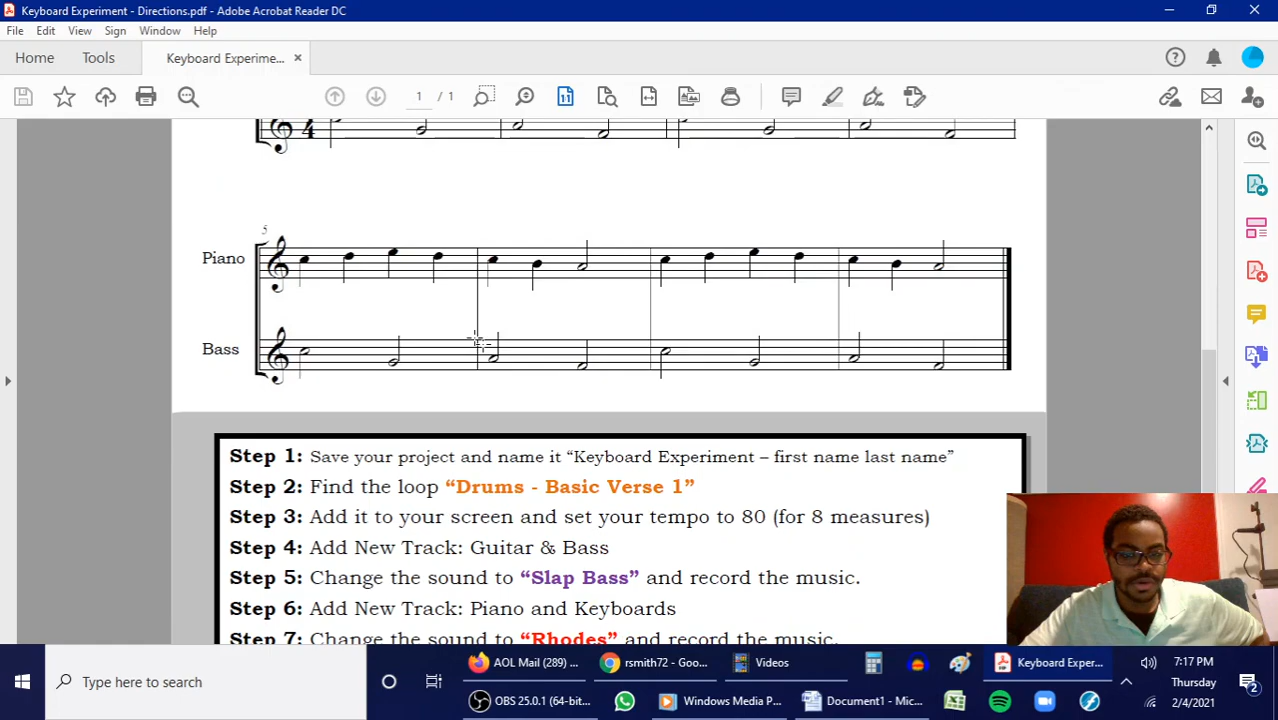 Keyboard Experiment - Directions.pdf - Adobe Acrobat Reader DC
File Edit View Sign Window Help
Home Tools Keyboard Experime... ×
1 / 1
4
5
Piano
Bass
Step 1: Save your project and name it “Keyboard Experiment – first name last name”
Step 2: Find the loop “Drums - Basic Verse 1”
Step 3: Add it to your screen and set your tempo to 80 (for 8 measures)
Step 4: Add New Track: Guitar & Bass
Step 5: Change the sound to “Slap Bass” and record the music.
Step 6: Add New Track: Piano and Keyboards
Step 7: Change the sound to “Rhodes” and record the music.
Type here to search
AOL Mail (289) ... rsmith72 - Goo... Videos Keyboard Exper...
OBS 25.0.1 (64-bit... Windows Media P... Document1 - Mic...
7:17 PM
Thursday
2/4/2021
2